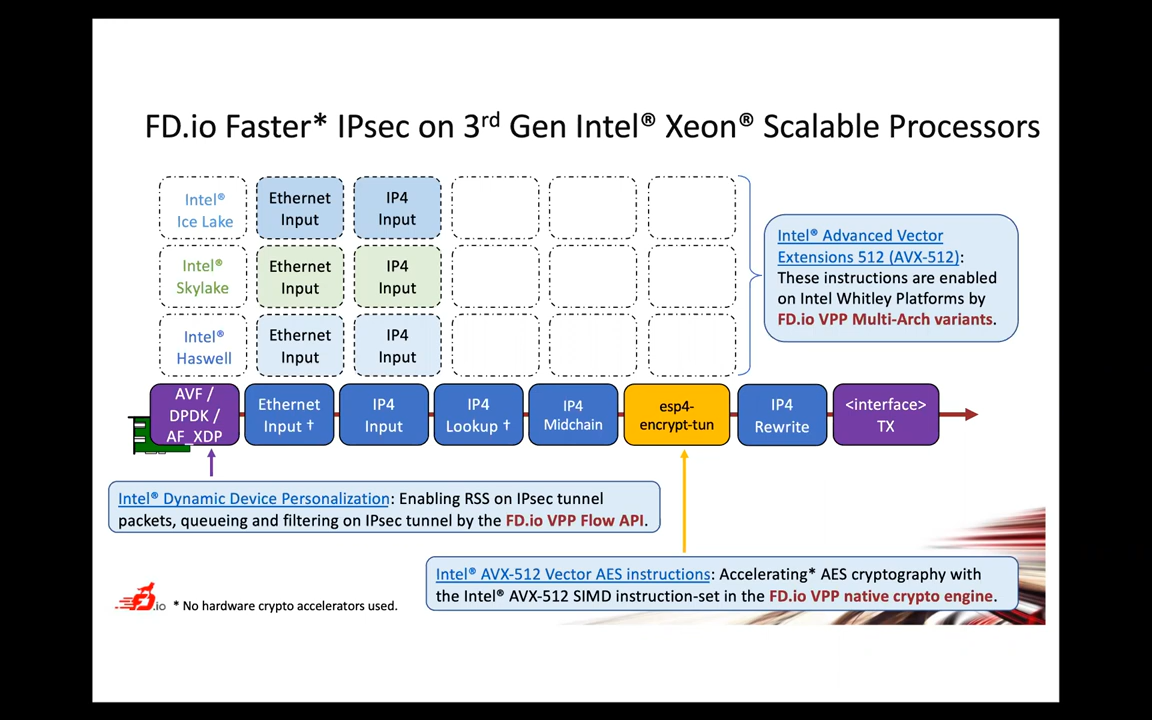 FD.io Faster* IPsec on 3rd Gen Intel® Xeon® Scalable Processors
Intel®
Ice Lake
Ethernet
Input
IP4
Input
Intel®
Skylake
Ethernet
Input
IP4
Input
Intel®
Haswell
Ethernet
Input
IP4
Input
Intel® Advanced Vector
Extensions 512 (AVX-512):
These instructions are enabled
on Intel Whitley Platforms by
FD.io VPP Multi-Arch variants.
AVF /
DPDK /
AF_XDP
Ethernet
Input †
IP4
Input
IP4
Lookup †
IP4
Midchain
esp4-
encrypt-tun
IP4
Rewrite
<interface>
TX
Intel® Dynamic Device Personalization: Enabling RSS on IPsec tunnel
packets, queueing and filtering on IPsec tunnel by the FD.io VPP Flow API.
Intel® AVX-512 Vector AES instructions: Accelerating* AES cryptography with
the Intel® AVX-512 SIMD instruction-set in the FD.io VPP native crypto engine.
FD.io
* No hardware crypto accelerators used.